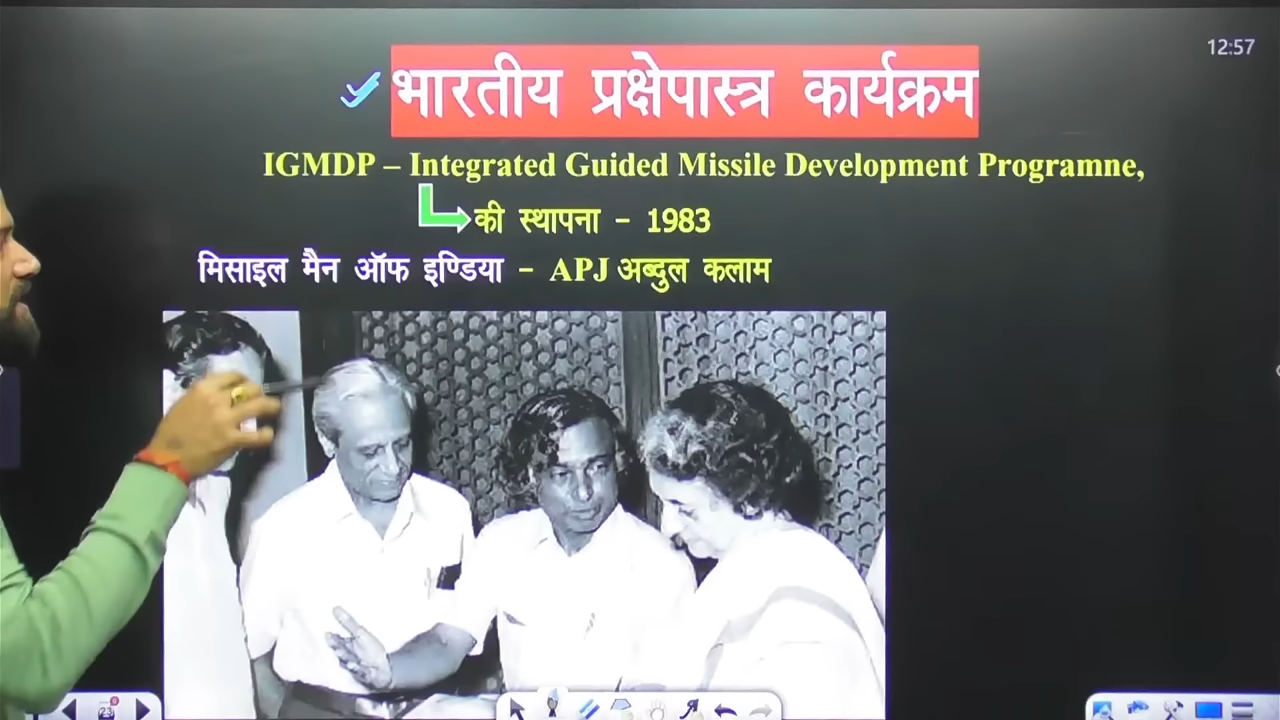 12:57
भारतीय प्रक्षेपास्त्र कार्यक्रम
IGMDP – Integrated Guided Missile Development Programne,
की स्थापना – 1983
मिसाइल मैन ऑफ इण्डिया – APJ अब्दुल कलाम
23